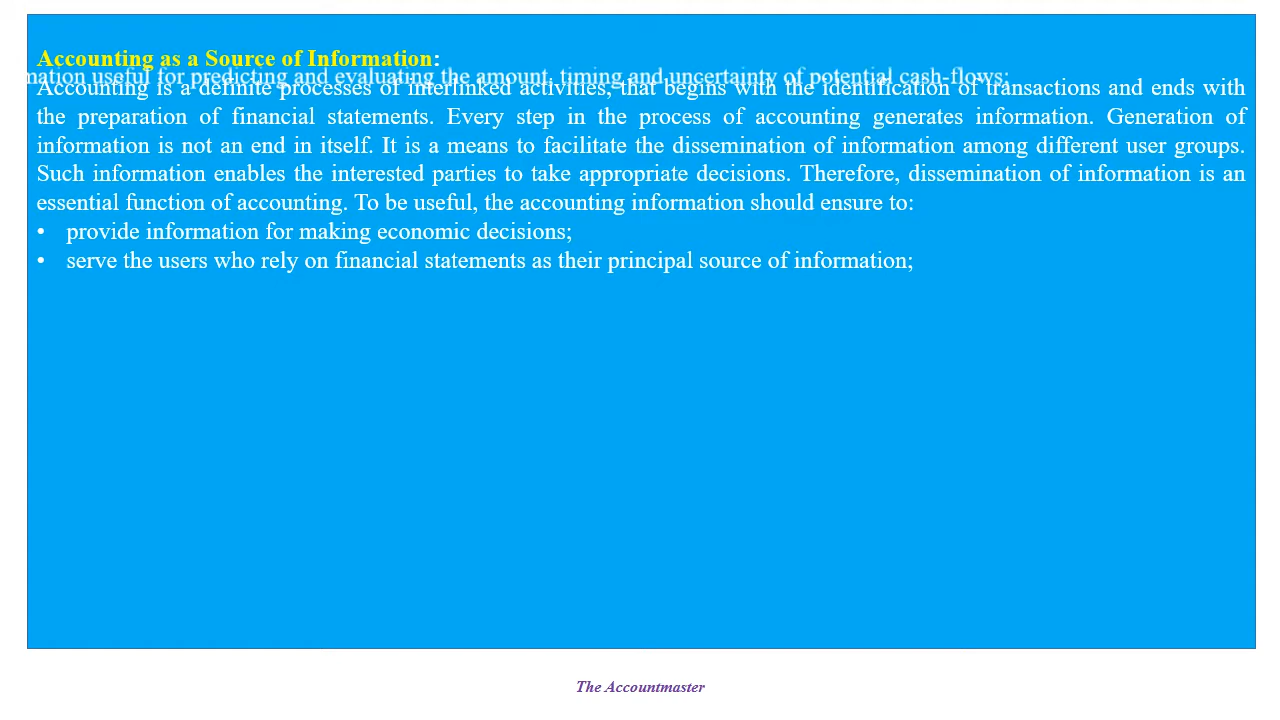 Accounting as a Source of Information:
mation useful for predicting and evaluating the amount, timing and uncertainty of potential cash-flows;
Accounting is a definite processes of interlinked activities, that begins with the identification of transactions and ends with
the preparation of financial statements. Every step in the process of accounting generates information. Generation of
information is not an end in itself. It is a means to facilitate the dissemination of information among different user groups.
Such information enables the interested parties to take appropriate decisions. Therefore, dissemination of information is an
essential function of accounting. To be useful, the accounting information should ensure to:
• provide information for making economic decisions;
• serve the users who rely on financial statements as their principal source of information;
The Accountmaster